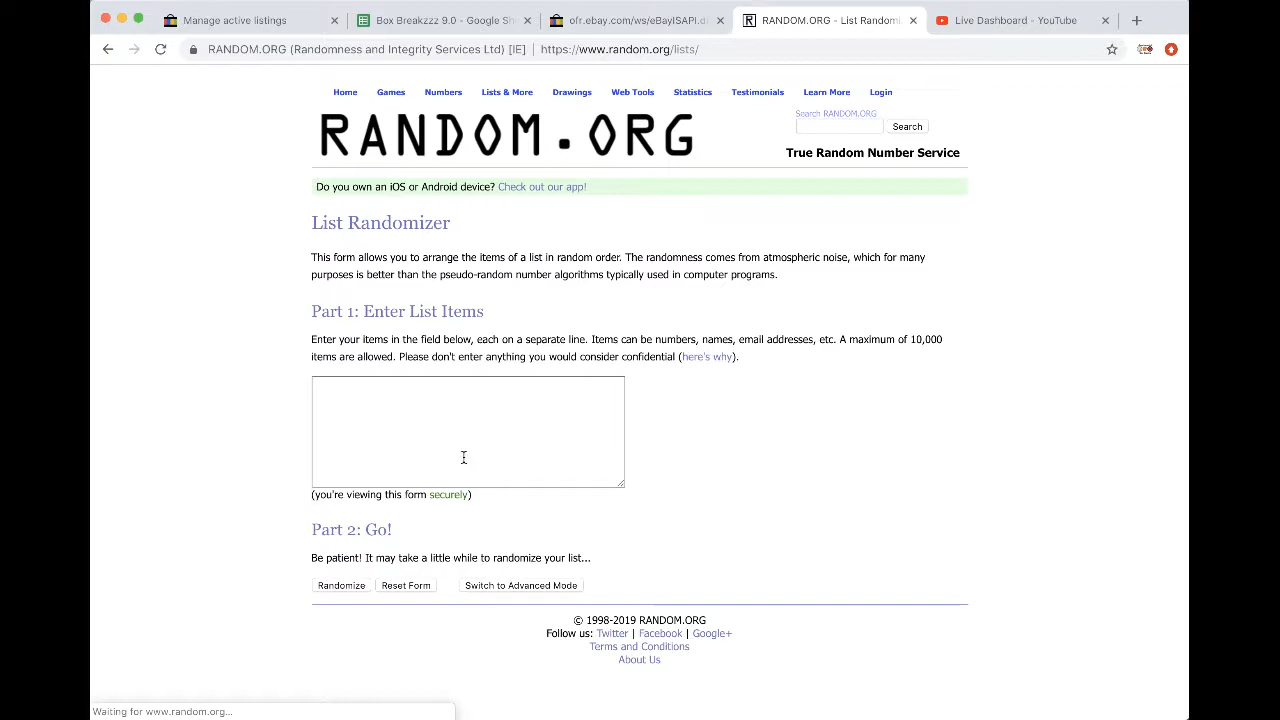 Manage active listings
Box Breakzzz 9.0 - Google Sh
ofr.ebay.com/ws/eBayISAPI.d
RANDOM.ORG - List Randomi
Live Dashboard - YouTube
RANDOM.ORG (Randomness and Integrity Services Ltd) [IE] | https://www.random.org/lists/
Home Games Numbers Lists & More Drawings Web Tools Statistics Testimonials Learn More Login
RANDOM.ORG
Search RANDOM.ORG
Search
True Random Number Service
Do you own an iOS or Android device? Check out our app!
List Randomizer
This form allows you to arrange the items of a list in random order. The randomness comes from atmospheric noise, which for many
purposes is better than the pseudo-random number algorithms typically used in computer programs.
Part 1: Enter List Items
Enter your items in the field below, each on a separate line. Items can be numbers, names, email addresses, etc. A maximum of 10,000
items are allowed. Please don't enter anything you would consider confidential (here's why).
(you're viewing this form securely)
Part 2: Go!
Be patient! It may take a little while to randomize your list...
Randomize Reset Form Switch to Advanced Mode
© 1998-2019 RANDOM.ORG
Follow us: Twitter | Facebook | Google+
Terms and Conditions
About Us
Waiting for www.random.org...